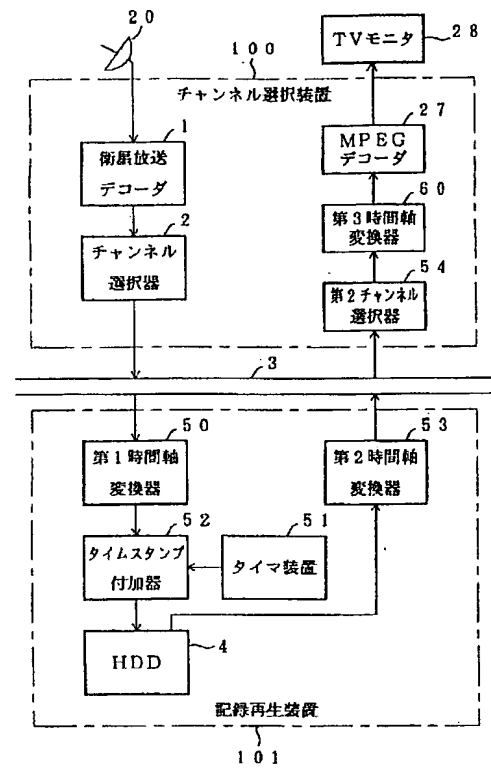 20
TVモニタ
28
100
チャンネル選択装置
1
衛星放送
デコーダ
27
MPEG
デコーダ
2
チャンネル
選択器
60
第3時間軸
変換器
54
第2チャンネル
選択器
3
50
第1時間軸
変換器
53
第2時間軸
変換器
52
タイムスタンプ
付加器
51
タイマ装置
HDD
4
記録再生装置
101